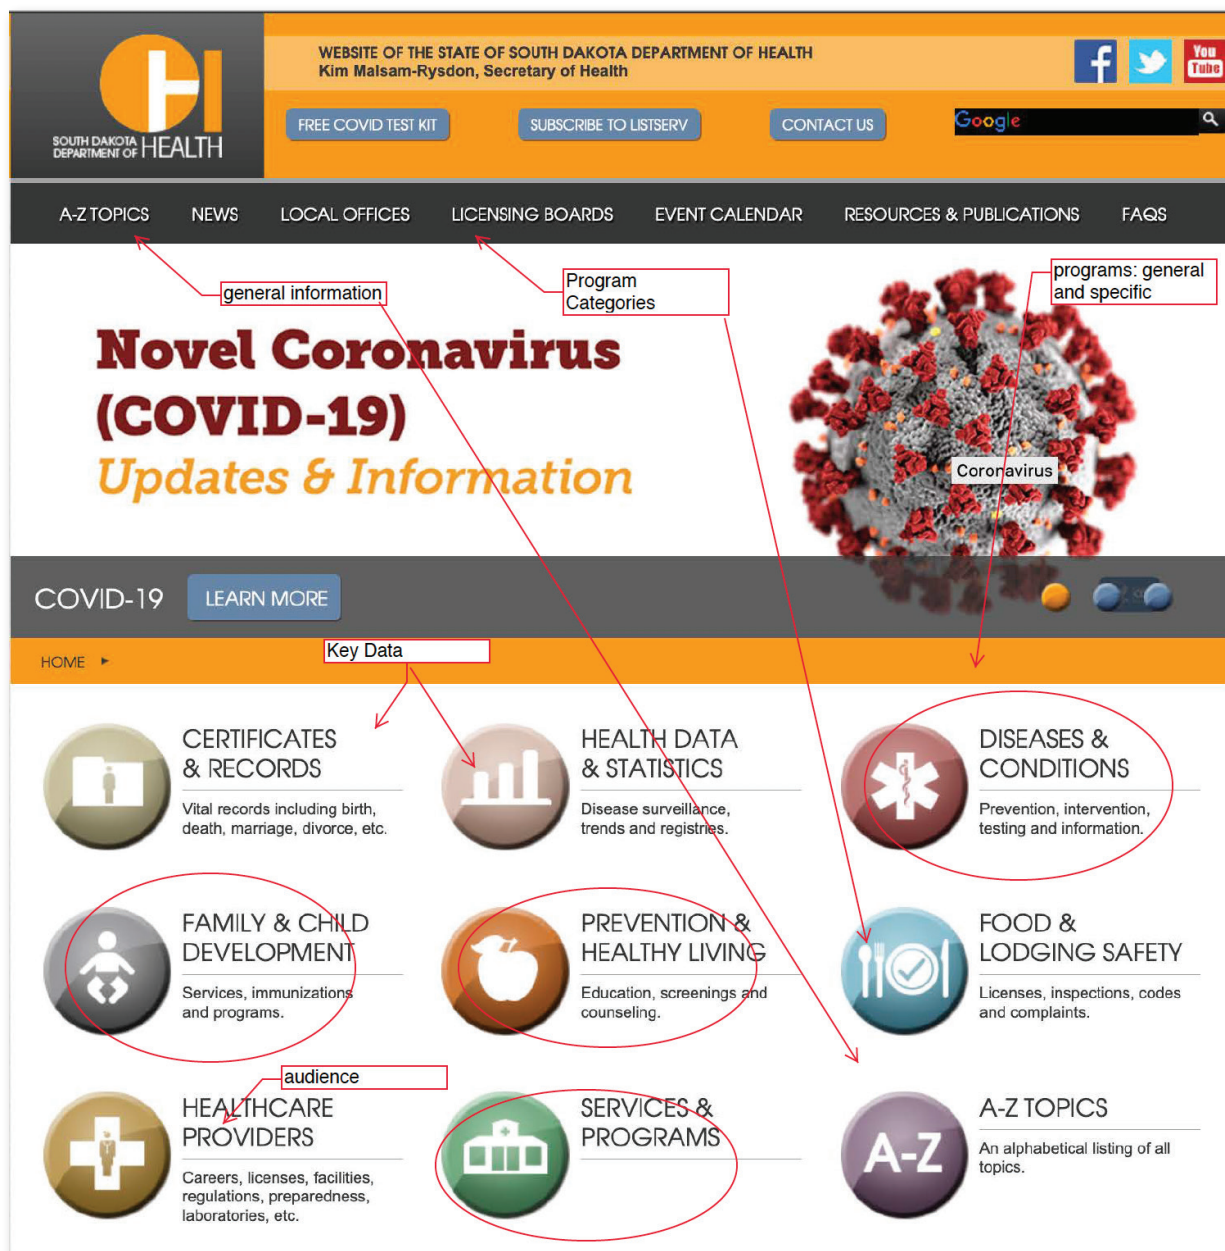 WEBSITE OF THE STATE OF SOUTH DAKOTA DEPARTMENT OF HEALTH
Kim Malsam-Rysdon, Secretary of Health
You
Tube
SOUTH DAKOTA
DEPARTMENT OF HEALTH
FREE COVID TEST KIT
SUBSCRIBE TO LISTSERV
CONTACT US
Google
A-Z TOPICS
NEWS
LOCAL OFFICES
LICENSING BOARDS
EVENT CALENDAR
RESOURCES & PUBLICATIONS
FAQS
general information
Program
Categories
programs: general
and specific
Novel Coronavirus
(COVID-19)
Updates & Information
Coronavirus
COVID-19
LEARN MORE
HOME
Key Data
CERTIFICATES
& RECORDS
Vital records including birth,
death, marriage, divorce, etc.
HEALTH DATA
& STATISTICS
Disease surveillance,
trends and registries.
DISEASES &
CONDITIONS
Prevention, intervention,
testing and information.
FAMILY & CHILD
DEVELOPMENT
Services, immunizations
and programs.
PREVENTION &
HEALTHY LIVING
Education, screenings and
counseling.
FOOD &
LODGING SAFETY
Licenses, inspections, codes
and complaints.
audience
HEALTHCARE
PROVIDERS
Careers, licenses, facilities,
regulations, preparedness,
laboratories, etc.
SERVICES &
PROGRAMS
A-Z
A-Z TOPICS
An alphabetical listing of all
topics.